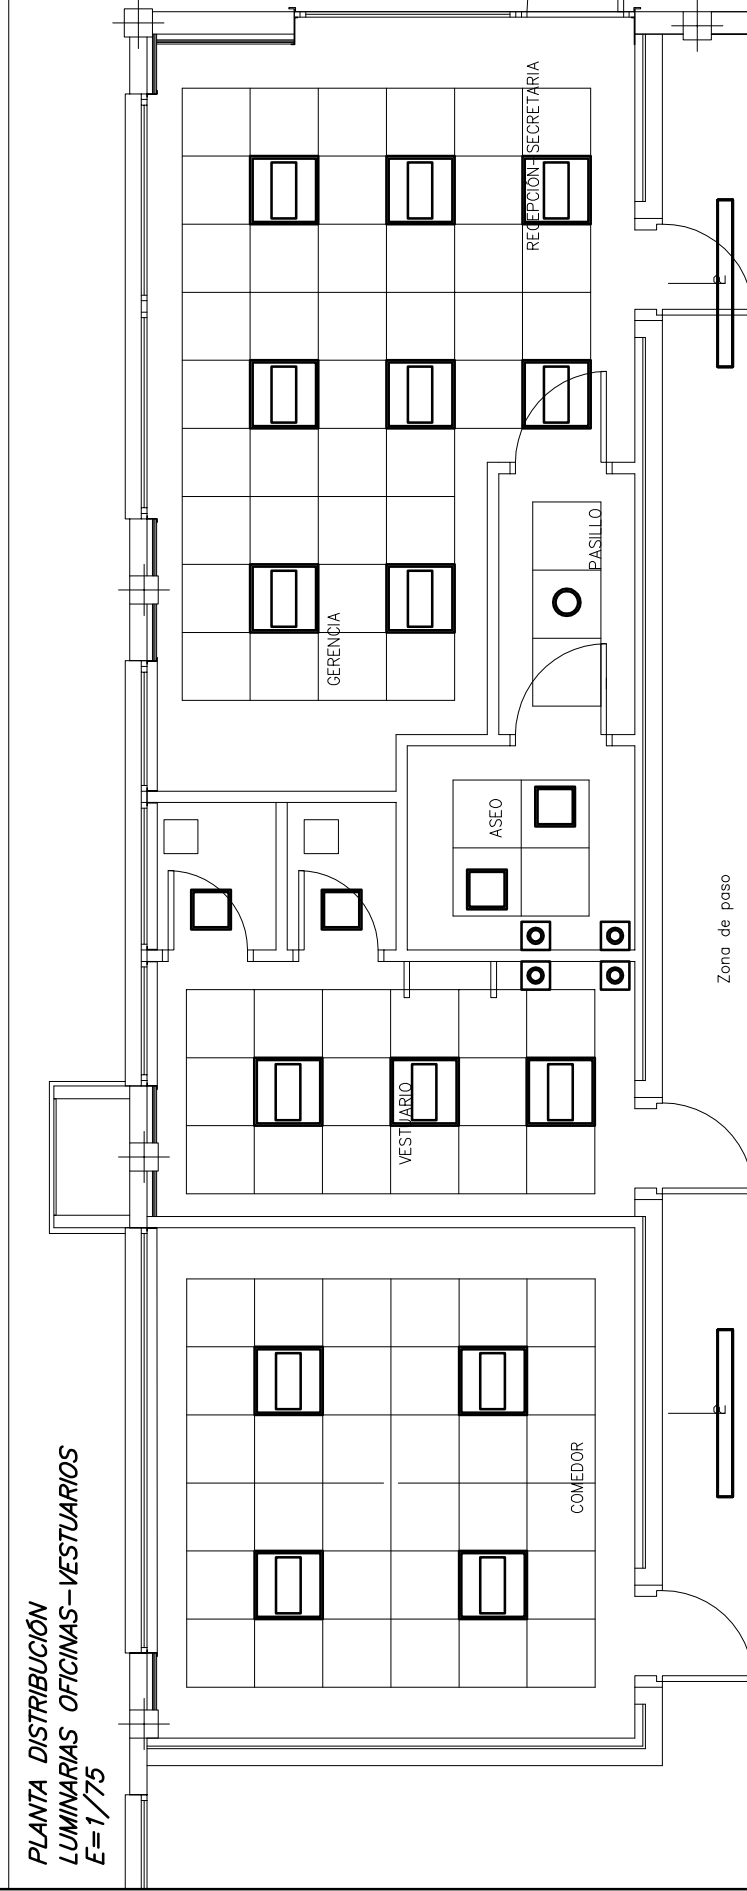 PLANTA DISTRIBUCIÓN
LUMINARIAS OFICINAS-VESTUARIOS
E=1/75
RECEPCIÓN-SECRETARIA
GERENCIA
PASILLO
ASEO
VESTUARIO
COMEDOR
Zona de paso